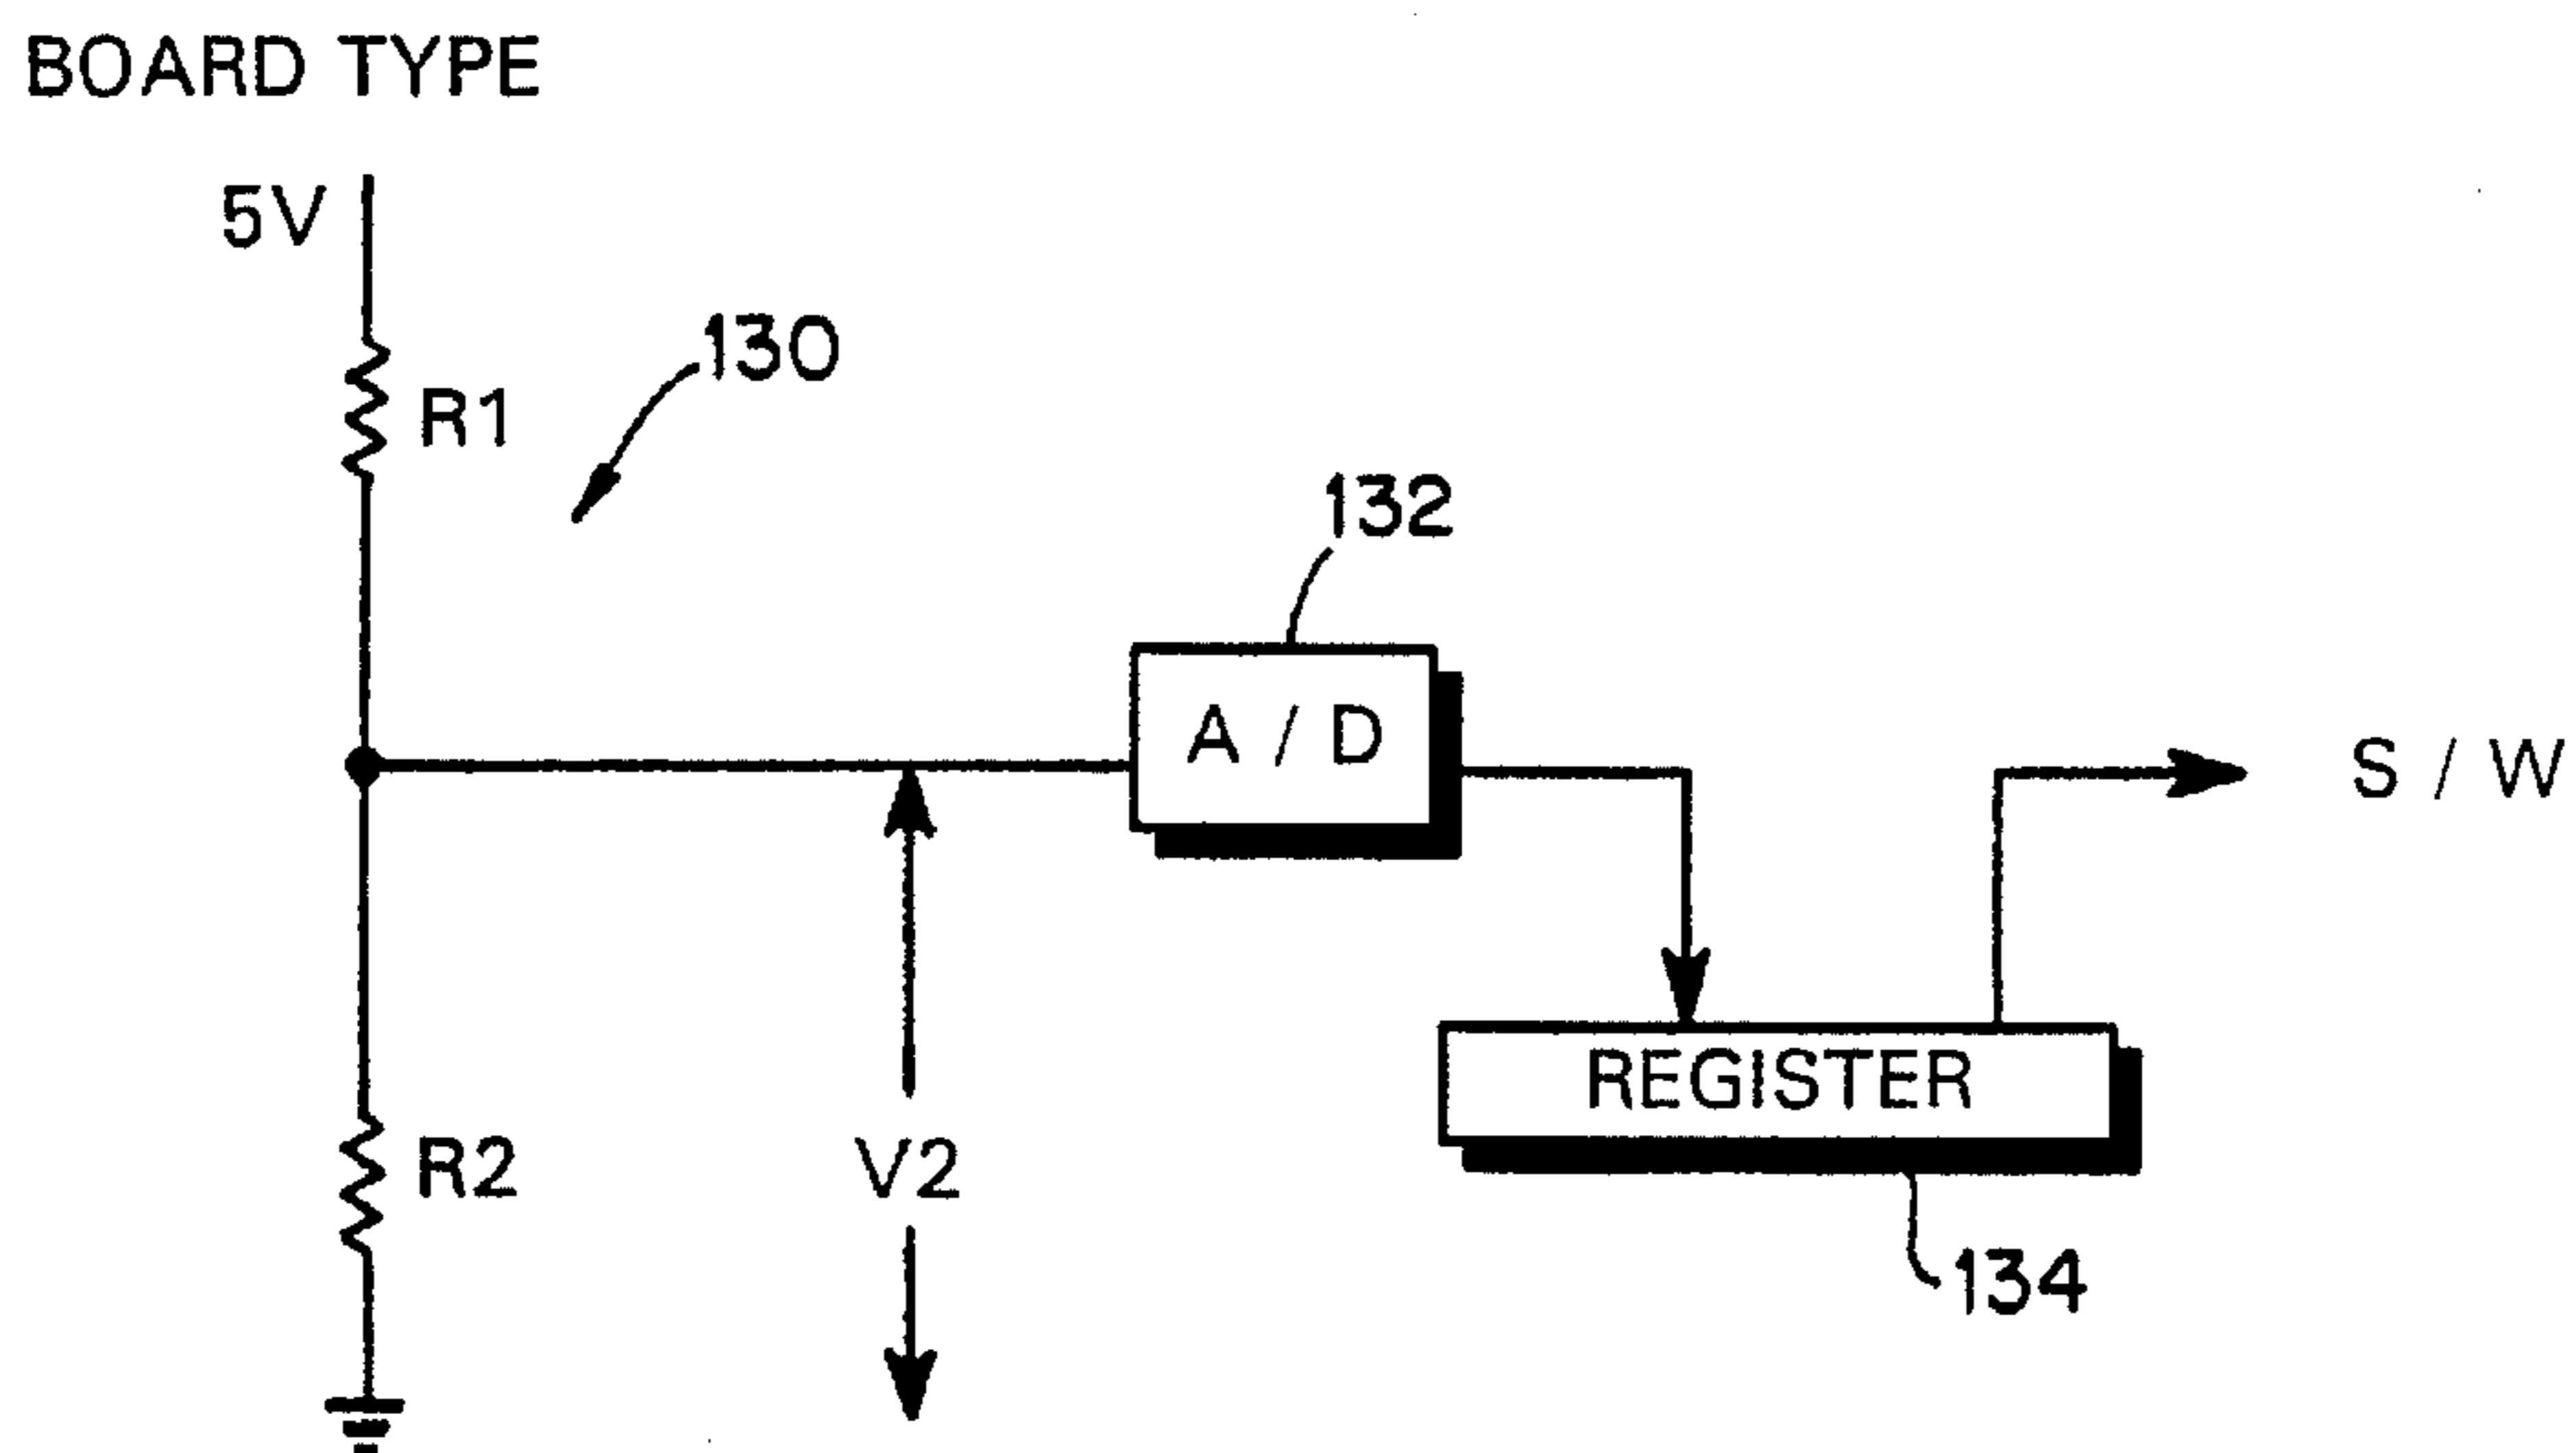 BOARD TYPE
5V
130
R1
132
A / D
S / W
REGISTER
R2
V2
134